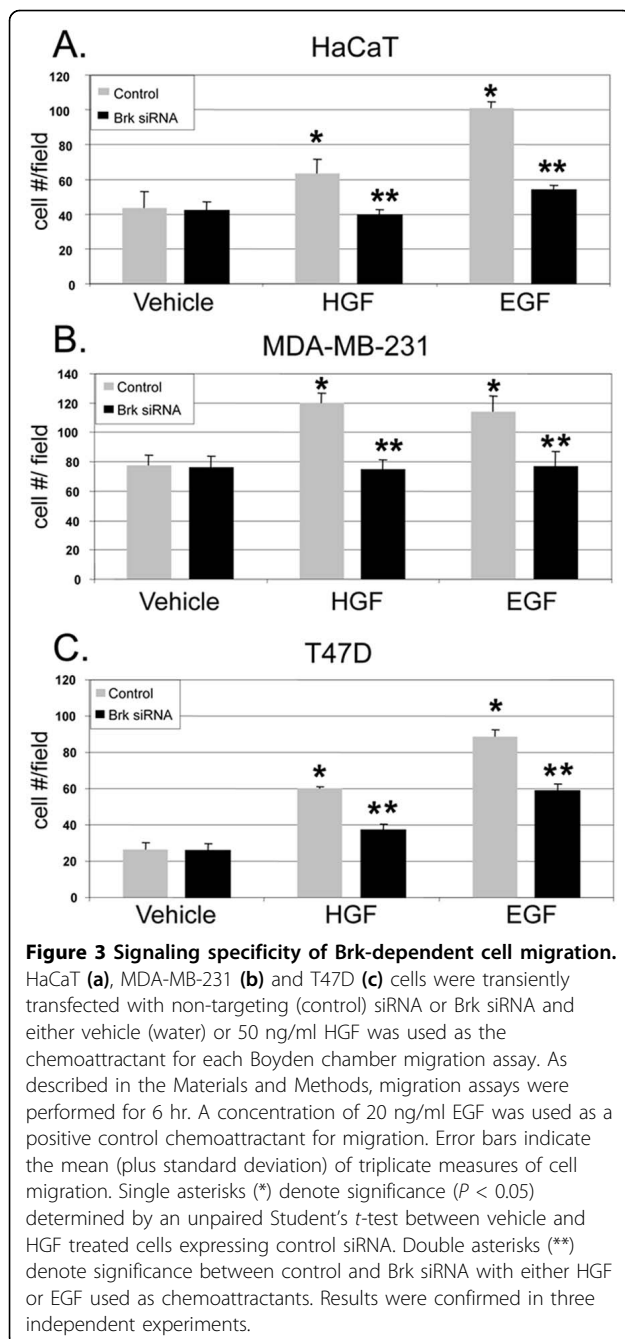 A.
HaCaT
120
100
80
60
40
20
0
cell #/field
Control
Brk siRNA
*
**
*
**
Vehicle HGF EGF
B.
MDA-MB-231
140
120
100
80
60
40
20
0
cell #/ field
Control
Brk siRNA
*
**
*
**
Vehicle HGF EGF
C.
T47D
120
100
80
60
40
20
0
cell #/field
Control
Brk siRNA
*
**
*
**
Vehicle HGF EGF
Figure 3 Signaling specificity of Brk-dependent cell migration.
HaCaT (a), MDA-MB-231 (b) and T47D (c) cells were transiently
transfected with non-targeting (control) siRNA or Brk siRNA and
either vehicle (water) or 50 ng/ml HGF was used as the
chemoattractant for each Boyden chamber migration assay. As
described in the Materials and Methods, migration assays were
performed for 6 hr. A concentration of 20 ng/ml EGF was used as a
positive control chemoattractant for migration. Error bars indicate
the mean (plus standard deviation) of triplicate measures of cell
migration. Single asterisks (*) denote significance (P < 0.05)
determined by an unpaired Student's t-test between vehicle and
HGF treated cells expressing control siRNA. Double asterisks (**)
denote significance between control and Brk siRNA with either HGF
or EGF used as chemoattractants. Results were confirmed in three
independent experiments.